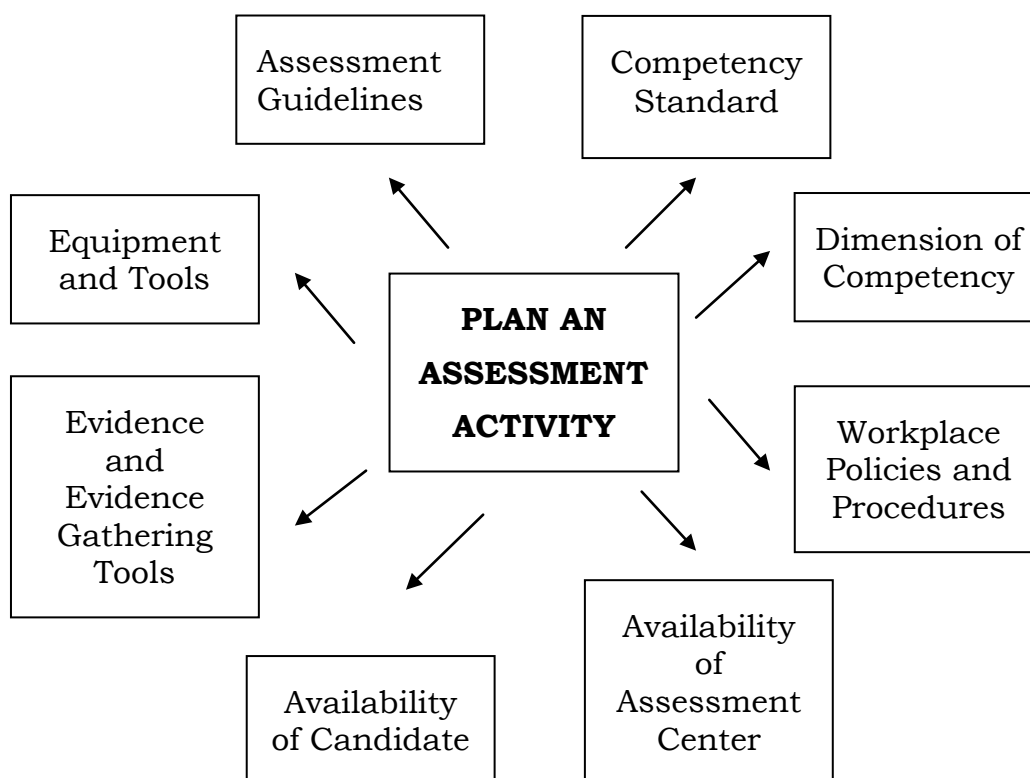 Assessment
Guidelines
Competency
Standard
Equipment
and Tools
Dimension of
Competency
PLAN AN
ASSESSMENT
ACTIVITY
Evidence
and
Evidence
Gathering
Tools
Workplace
Policies and
Procedures
Availability
of Candidate
Availability
of
Assessment
Center